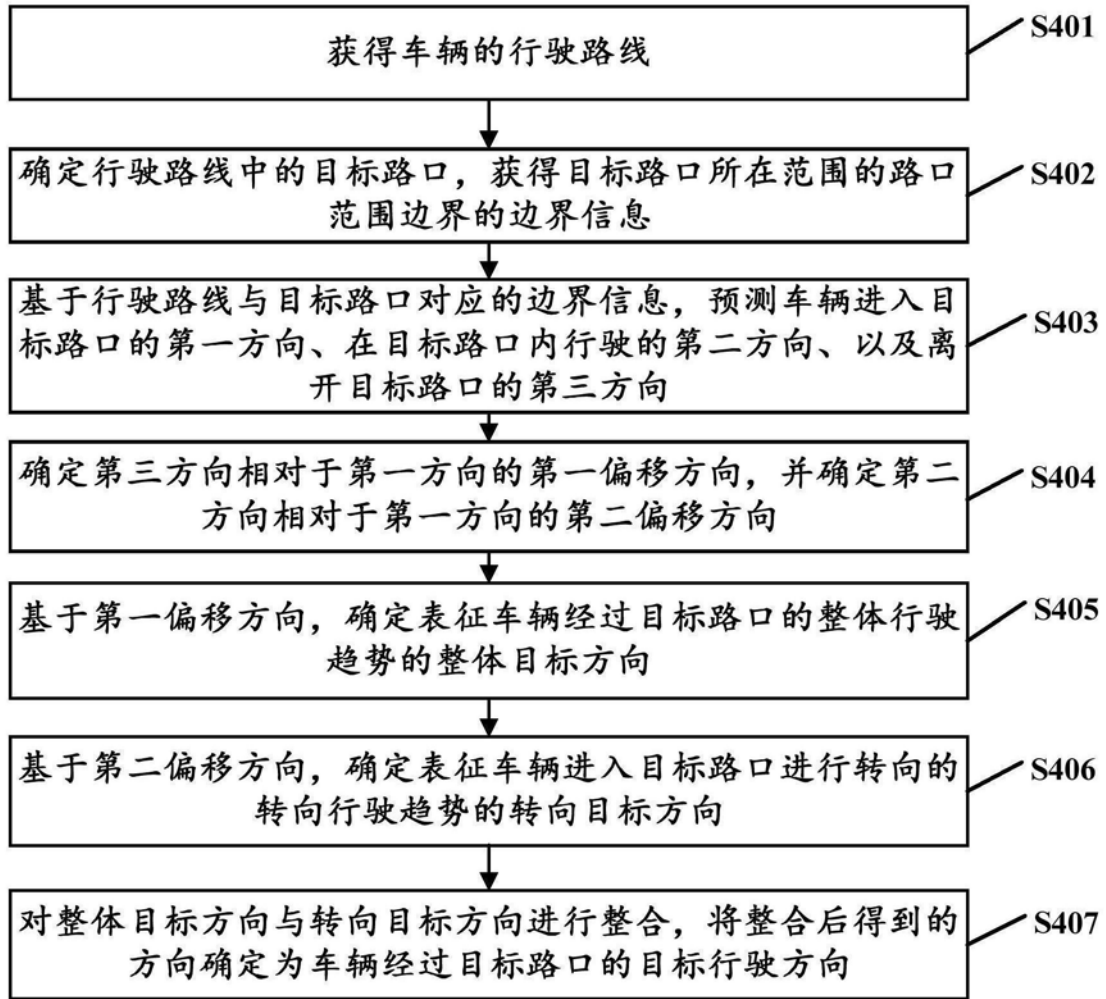 获得车辆的行驶路线
S401
确定行驶路线中的目标路口，获得目标路口所在范围的路口
范围边界的边界信息
S402
基于行驶路线与目标路口对应的边界信息，预测车辆进入目
标路口的第一方向、在目标路口内行驶的第二方向、以及离
开目标路口的第三方向
S403
确定第三方向相对于第一方向的第一偏移方向，并确定第二
方向相对于第一方向的第二偏移方向
S404
基于第一偏移方向，确定表征车辆经过目标路口的整体行驶
趋势的整体目标方向
S405
基于第二偏移方向，确定表征车辆进入目标路口进行转向的
转向行驶趋势的转向目标方向
S406
对整体目标方向与转向目标方向进行整合，将整合后得到的
方向确定为车辆经过目标路口的目标行驶方向
S407